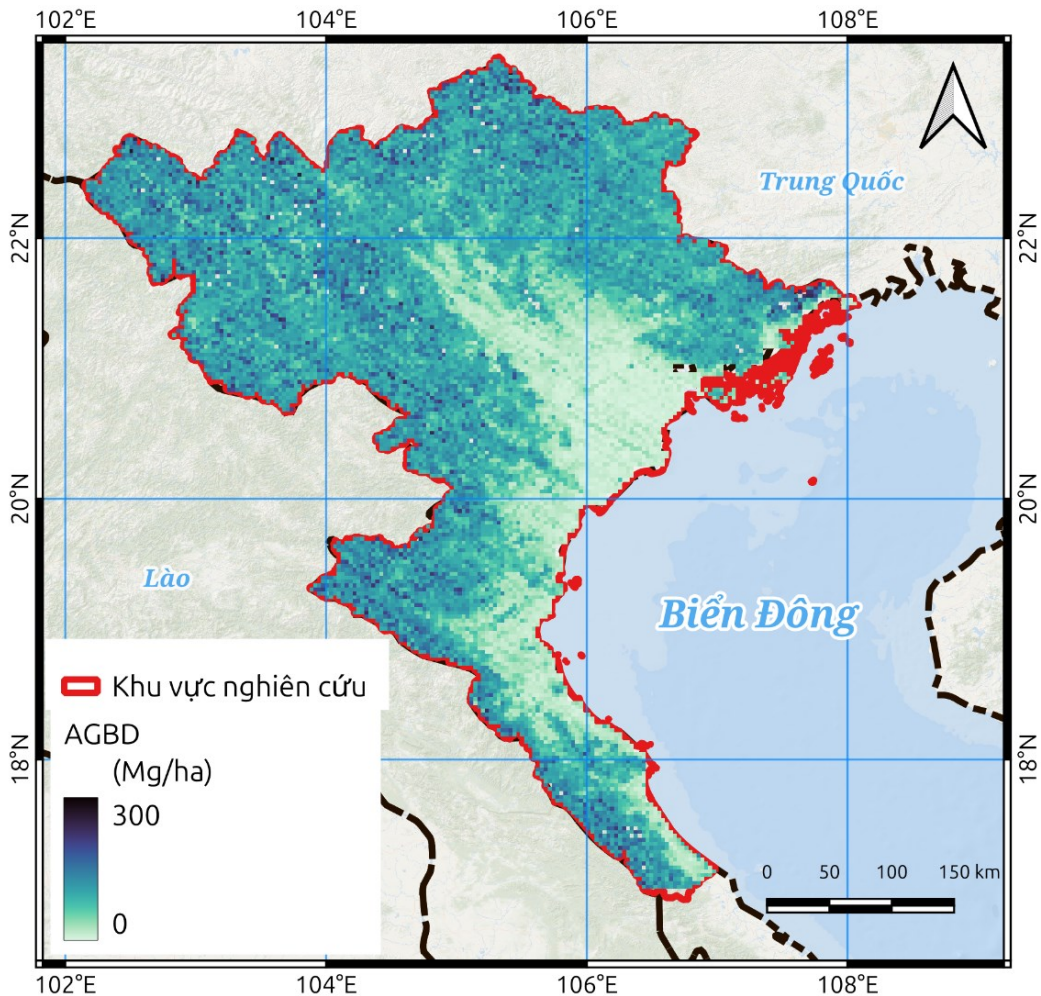 102°E 104°E 106°E 108°E
Trung Quốc
22°N 22°N
20°N 20°N
Lào
Biển Đông
Khu vực nghiên cứu
AGBD
(Mg/ha)
300
0
18°N 18°N
0 50 100 150 km
102°E 104°E 106°E 108°E